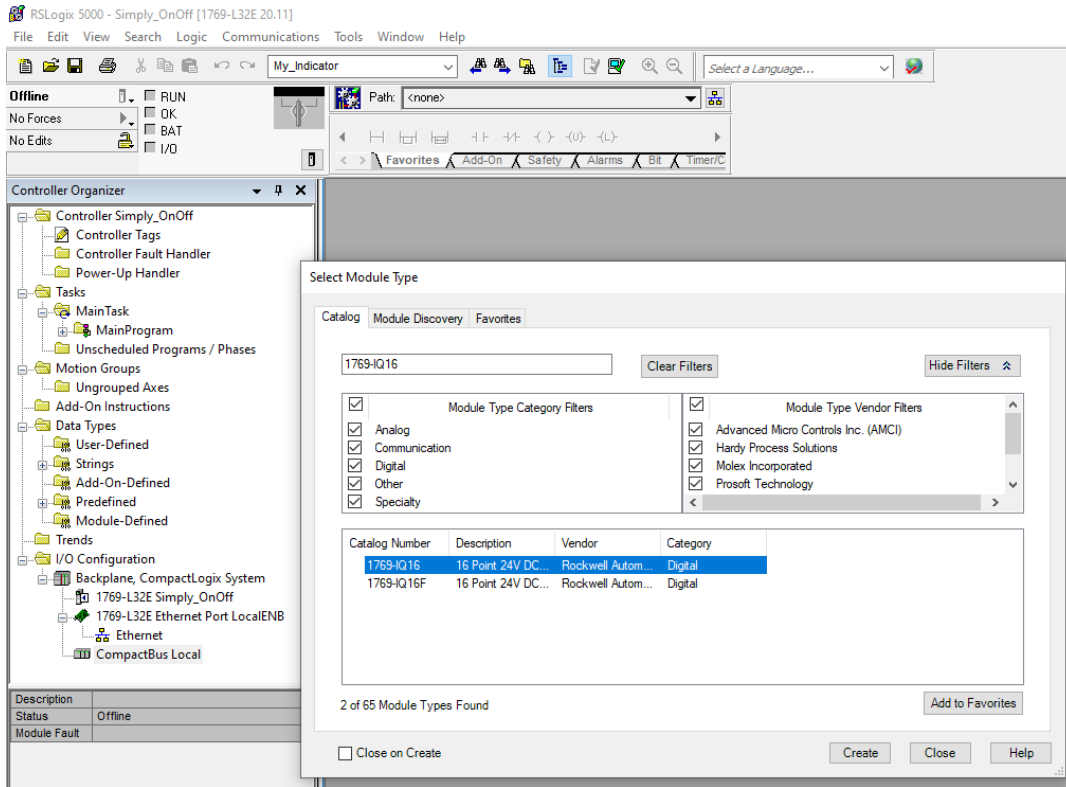 RSLogix 5000 - Simply_OnOff [1769-L32E 20.11]
File Edit View Search Logic Communications Tools Window Help
My_Indicator
Select a Language...
Offline
RUN
No Forces
OK
BAT
No Edits
I/O
Path: <none>
Favorites Add-On Safety Alarms Bit Timer/C
Controller Organizer
Controller Simply_OnOff
Controller Tags
Controller Fault Handler
Power-Up Handler
Tasks
MainTask
MainProgram
Unscheduled Programs / Phases
Motion Groups
Ungrouped Axes
Add-On Instructions
Data Types
User-Defined
Strings
Add-On-Defined
Predefined
Module-Defined
Trends
I/O Configuration
Backplane, CompactLogix System
1769-L32E Simply_OnOff
1769-L32E Ethernet Port LocalENB
Ethernet
CompactBus Local
Description
Status Offline
Module Fault
Select Module Type
Catalog Module Discovery Favorites
1769-IQ16 Clear Filters Hide Filters
Module Type Category Filters
Analog
Communication
Digital
Other
Specialty
Module Type Vendor Filters
Advanced Micro Controls Inc. (AMCI)
Hardy Process Solutions
Molex Incorporated
Prosoft Technology
Catalog Number Description Vendor Category
1769-IQ16 16 Point 24V DC... Rockwell Autom... Digital
1769-IQ16F 16 Point 24V DC... Rockwell Autom... Digital
2 of 65 Module Types Found
Add to Favorites
Close on Create
Create Close Help